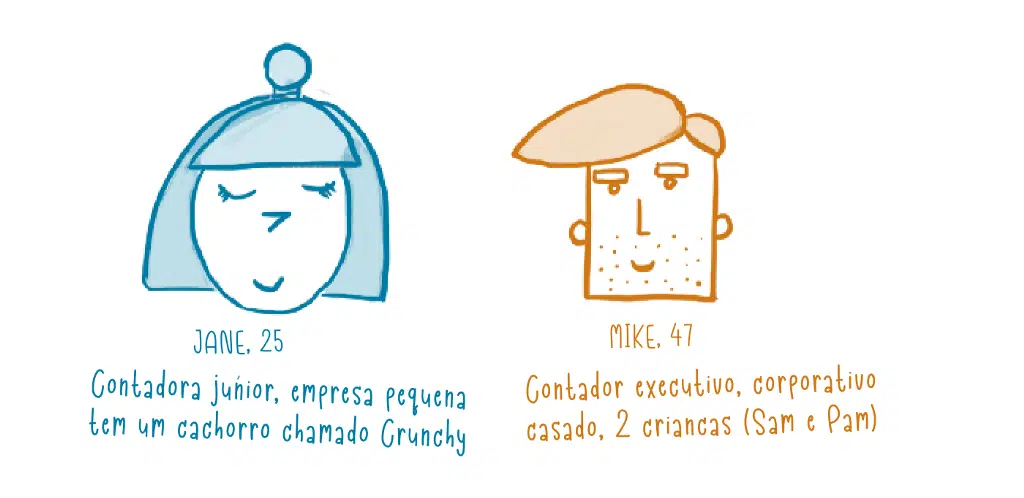 JANE, 25
Contadora juńior, empresa pequena
tem um cachorro chamado Crunchy
MIKE, 47
Contador executivo, corporativo
casado, 2 criancas (Sam e Pam)